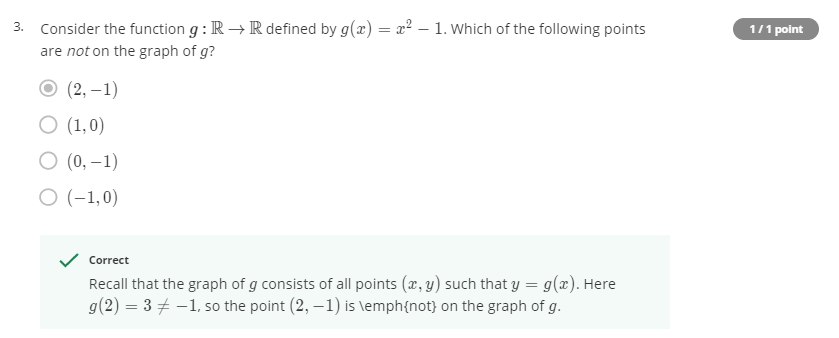 3. Consider the function g : ℝ → ℝ defined by g(x) = x² − 1. Which of the following points 1 / 1 point
are not on the graph of g?
(2, −1)
(1, 0)
(0, −1)
(−1, 0)
Correct
Recall that the graph of g consists of all points (x, y) such that y = g(x). Here
g(2) = 3 ≠ −1, so the point (2, −1) is \emph{not} on the graph of g.